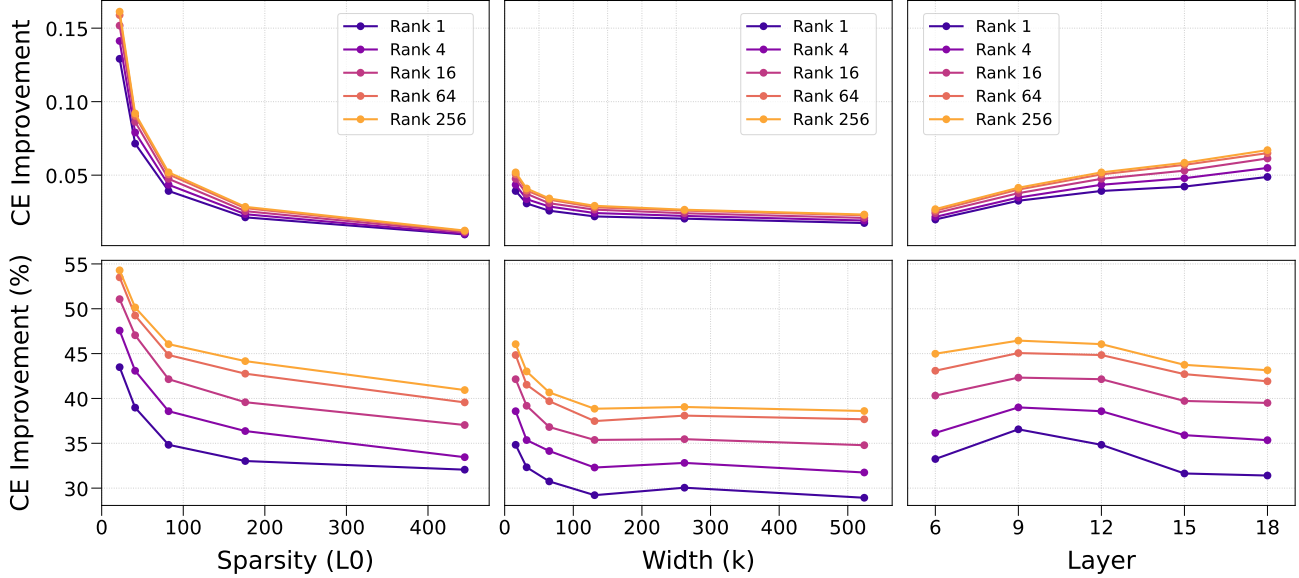 CE Improvement
0.15
0.10
0.05
Rank 1
Rank 4
Rank 16
Rank 64
Rank 256
Rank 1
Rank 4
Rank 16
Rank 64
Rank 256
Rank 1
Rank 4
Rank 16
Rank 64
Rank 256
CE Improvement (%)
55
50
45
40
35
30
0 100 200 300 400
Sparsity (L0)
0 100 200 300 400 500
Width (k)
6 9 12 15 18
Layer